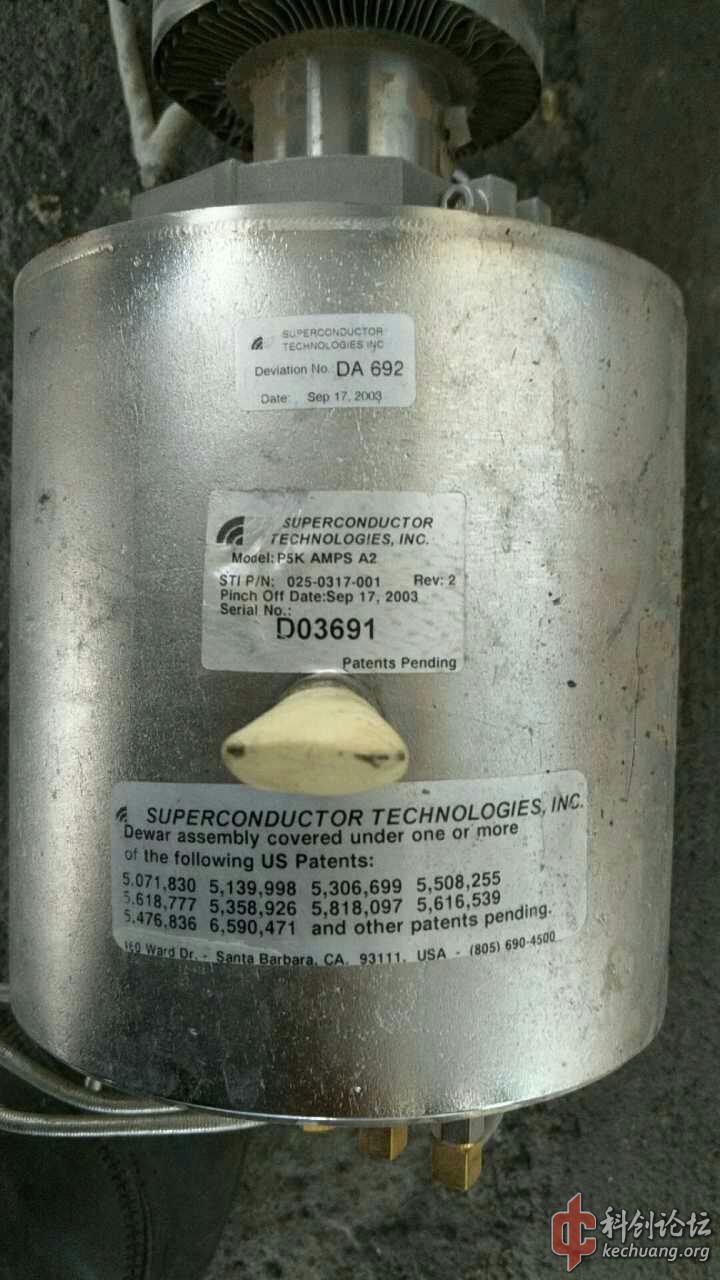 SUPERCONDUCTOR
TECHNOLOGIES INC
Deviation No. DA 692
Date: Sep 17, 2003
SUPERCONDUCTOR
TECHNOLOGIES, INC.
Model: P5K AMPS A2
STI P/N: 025-0317-001 Rev: 2
Pinch Off Date:Sep 17, 2003
Serial No.:
D03691
Patents Pending
SUPERCONDUCTOR TECHNOLOGIES, INC.
Dewar assembly covered under one or more
of the following US Patents:
5,071,830 5,139,998 5,306,699 5,508,255
5,618,777 5,358,926 5,818,097 5,616,539
5,476,836 6,590,471 and other patents pending.
Ward Dr. - Santa Barbara, CA. 93111, USA - (805) 690-4500
科创论坛
kechuang.org